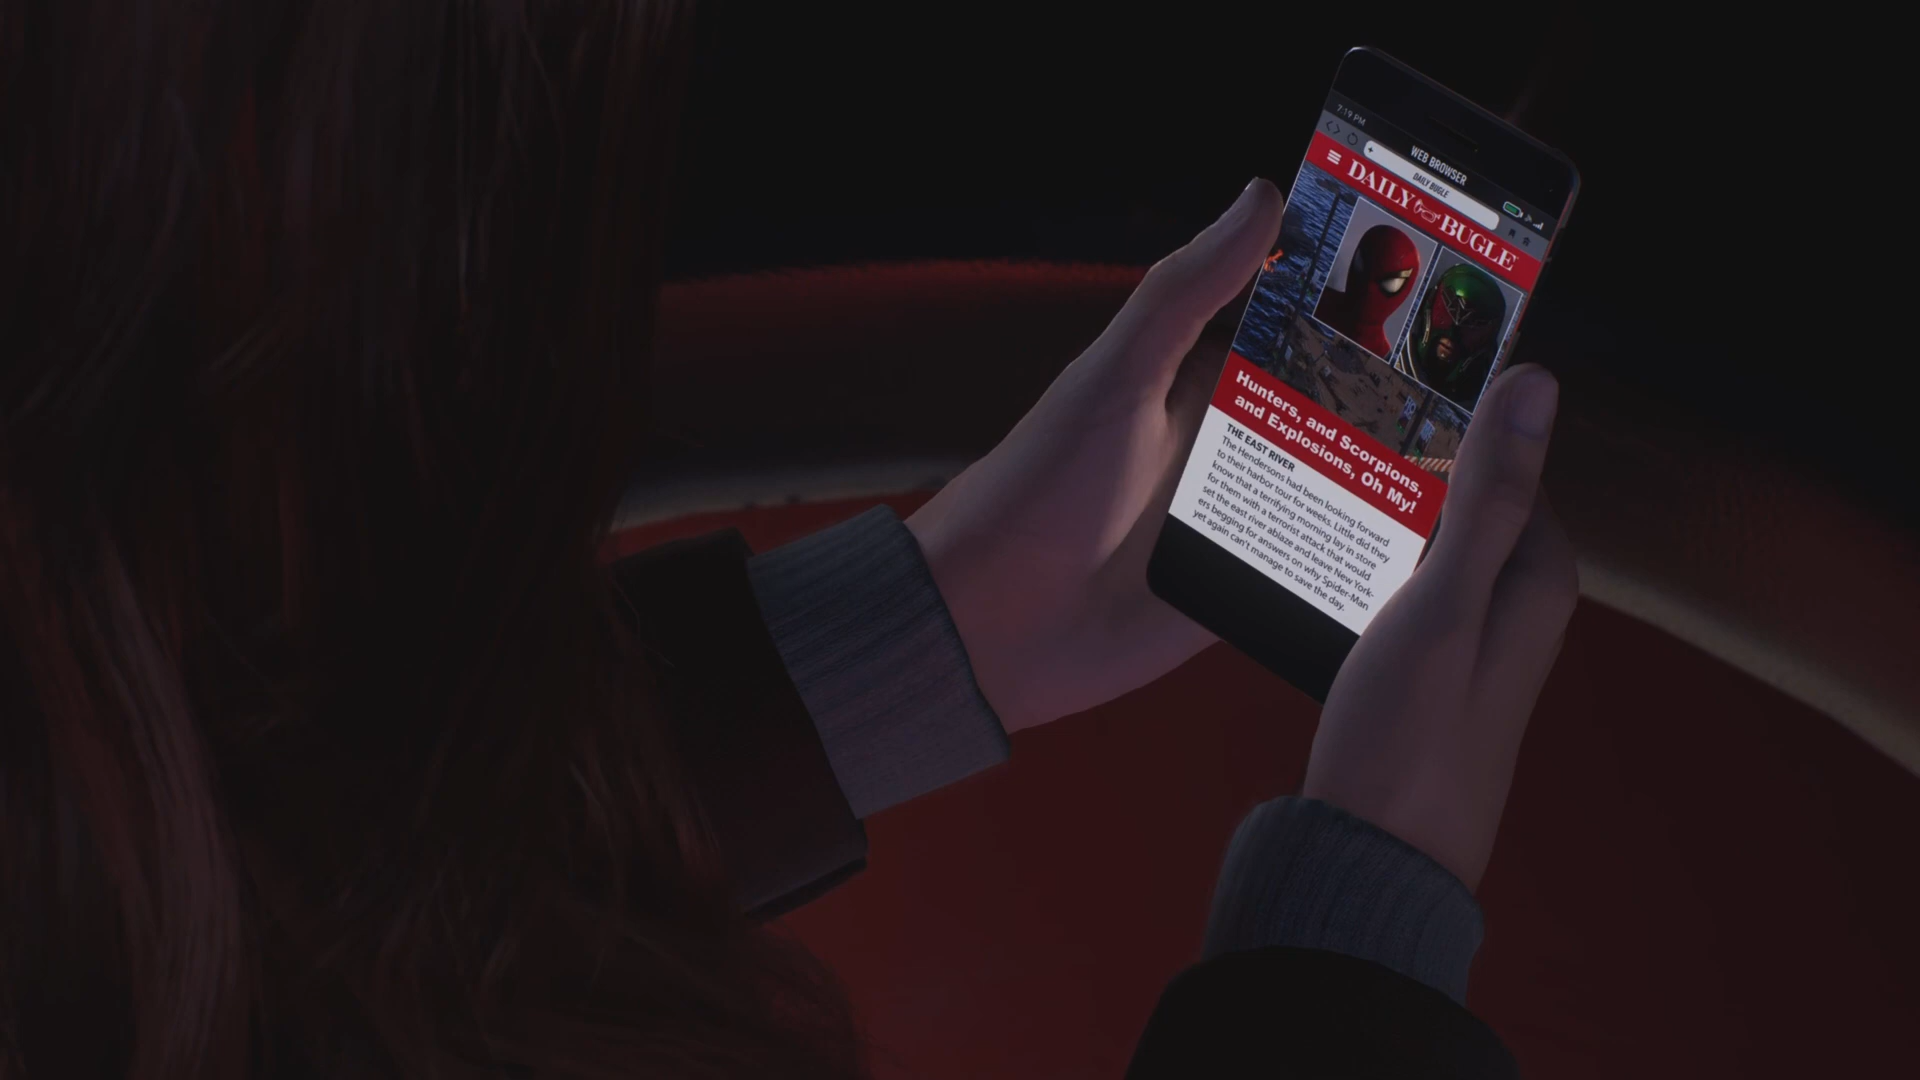 7:19 PM
WEB BROWSER
DAILY BUGLE
DAILY BUGLE
Hunters, and Scorpions,
and Explosions, Oh My!
THE EAST RIVER
The Hendersons had been looking forward
to their harbor tour for weeks. Little did they
know that a terrifying morning lay in store
for them with a terrorist attack that would
set the east river ablaze and leave New York-
ers begging for answers on why Spider-Man
yet again can't manage to save the day.